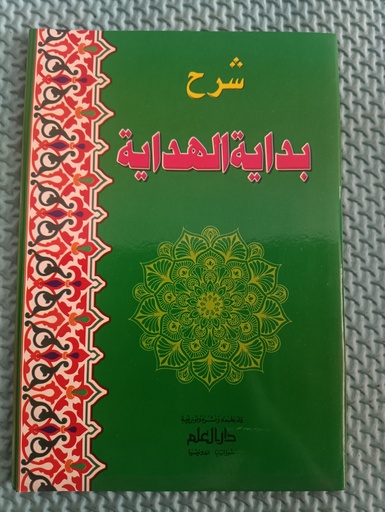 شرح
بداية الهداية
دار العلم